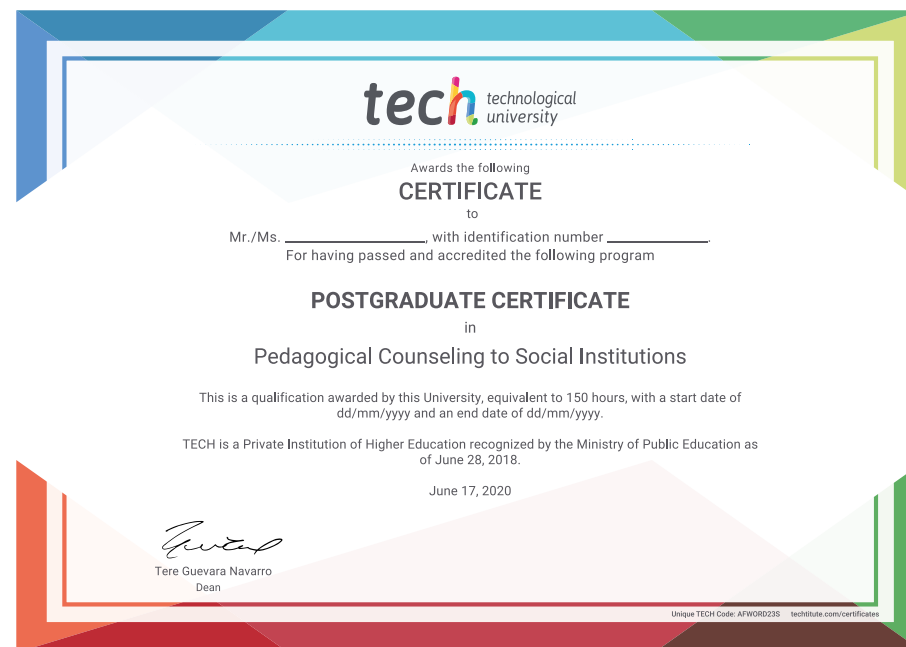 tech technological
university
Awards the following
CERTIFICATE
to
Mr./Ms. ____________________, with identification number ______________.
For having passed and accredited the following program
POSTGRADUATE CERTIFICATE
in
Pedagogical Counseling to Social Institutions
This is a qualification awarded by this University, equivalent to 150 hours, with a start date of
dd/mm/yyyy and an end date of dd/mm/yyyy.
TECH is a Private Institution of Higher Education recognized by the Ministry of Public Education as
of June 28, 2018.
June 17, 2020
Tere Guevara Navarro
Dean
Unique TECH Code: AFWORD23S techtitute.com/certificates